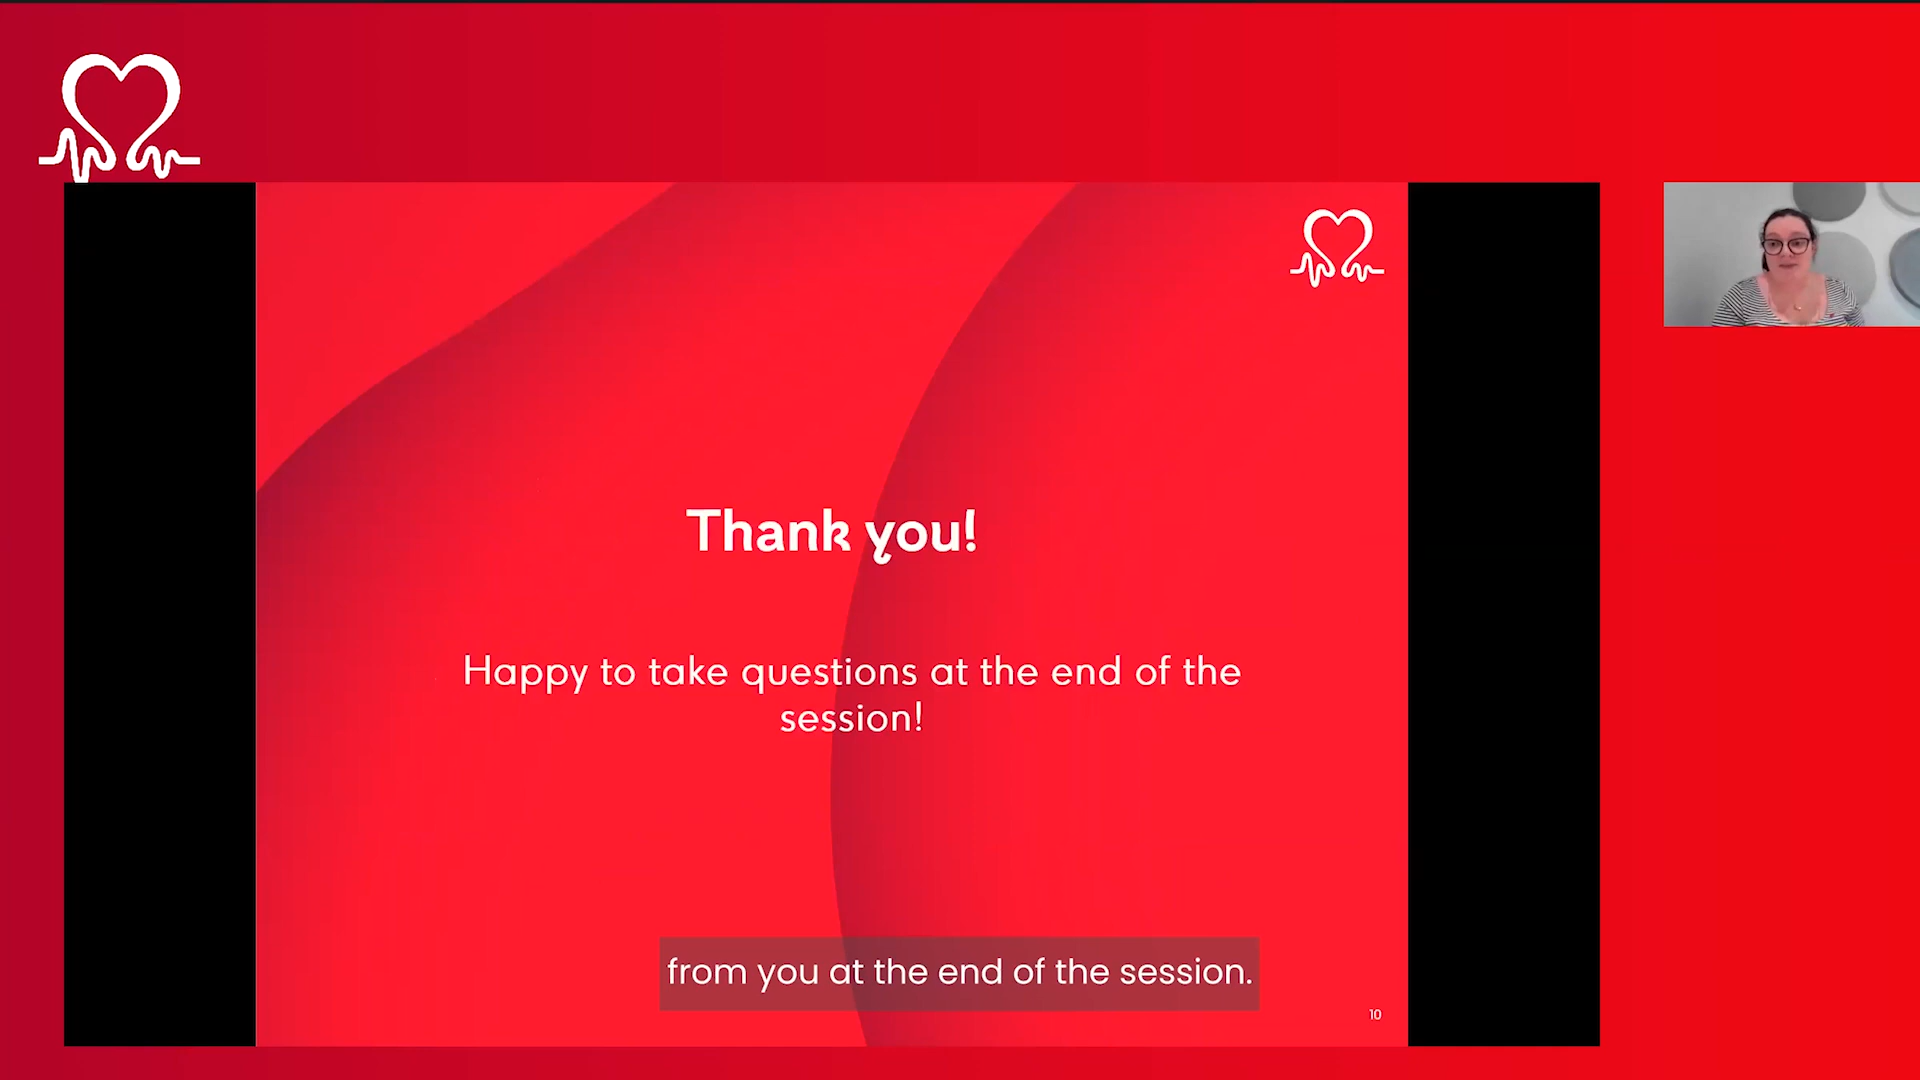 Thank you!
Happy to take questions at the end of the
session!
from you at the end of the session.
10